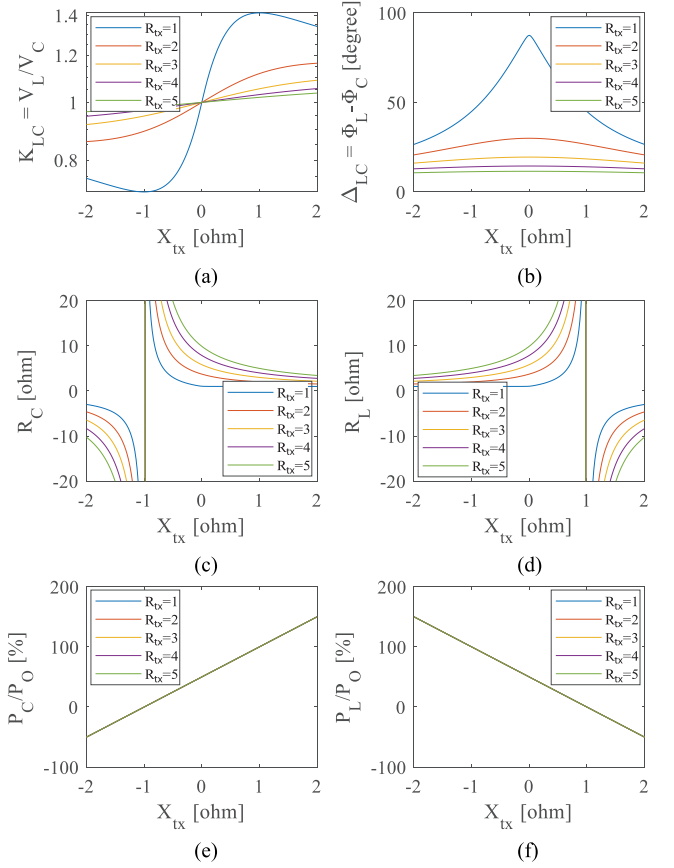 K_LC = V_L/V_C
1.4
1.2
1
0.8
R_tx=1
R_tx=2
R_tx=3
R_tx=4
R_tx=5
-2 -1 0 1 2
X_tx [ohm]
(a)
Δ_LC = Φ_L-Φ_C [degree]
100
50
0
R_tx=1
R_tx=2
R_tx=3
R_tx=4
R_tx=5
-2 -1 0 1 2
X_tx [ohm]
(b)
R_C [ohm]
20
10
0
-10
-20
R_tx=1
R_tx=2
R_tx=3
R_tx=4
R_tx=5
-2 -1 0 1 2
X_tx [ohm]
(c)
R_L [ohm]
20
10
0
-10
-20
R_tx=1
R_tx=2
R_tx=3
R_tx=4
R_tx=5
-2 -1 0 1 2
X_tx [ohm]
(d)
P_C/P_O [%]
200
100
0
-100
R_tx=1
R_tx=2
R_tx=3
R_tx=4
R_tx=5
-2 -1 0 1 2
X_tx [ohm]
(e)
P_L/P_O [%]
200
100
0
-100
R_tx=1
R_tx=2
R_tx=3
R_tx=4
R_tx=5
-2 -1 0 1 2
X_tx [ohm]
(f)